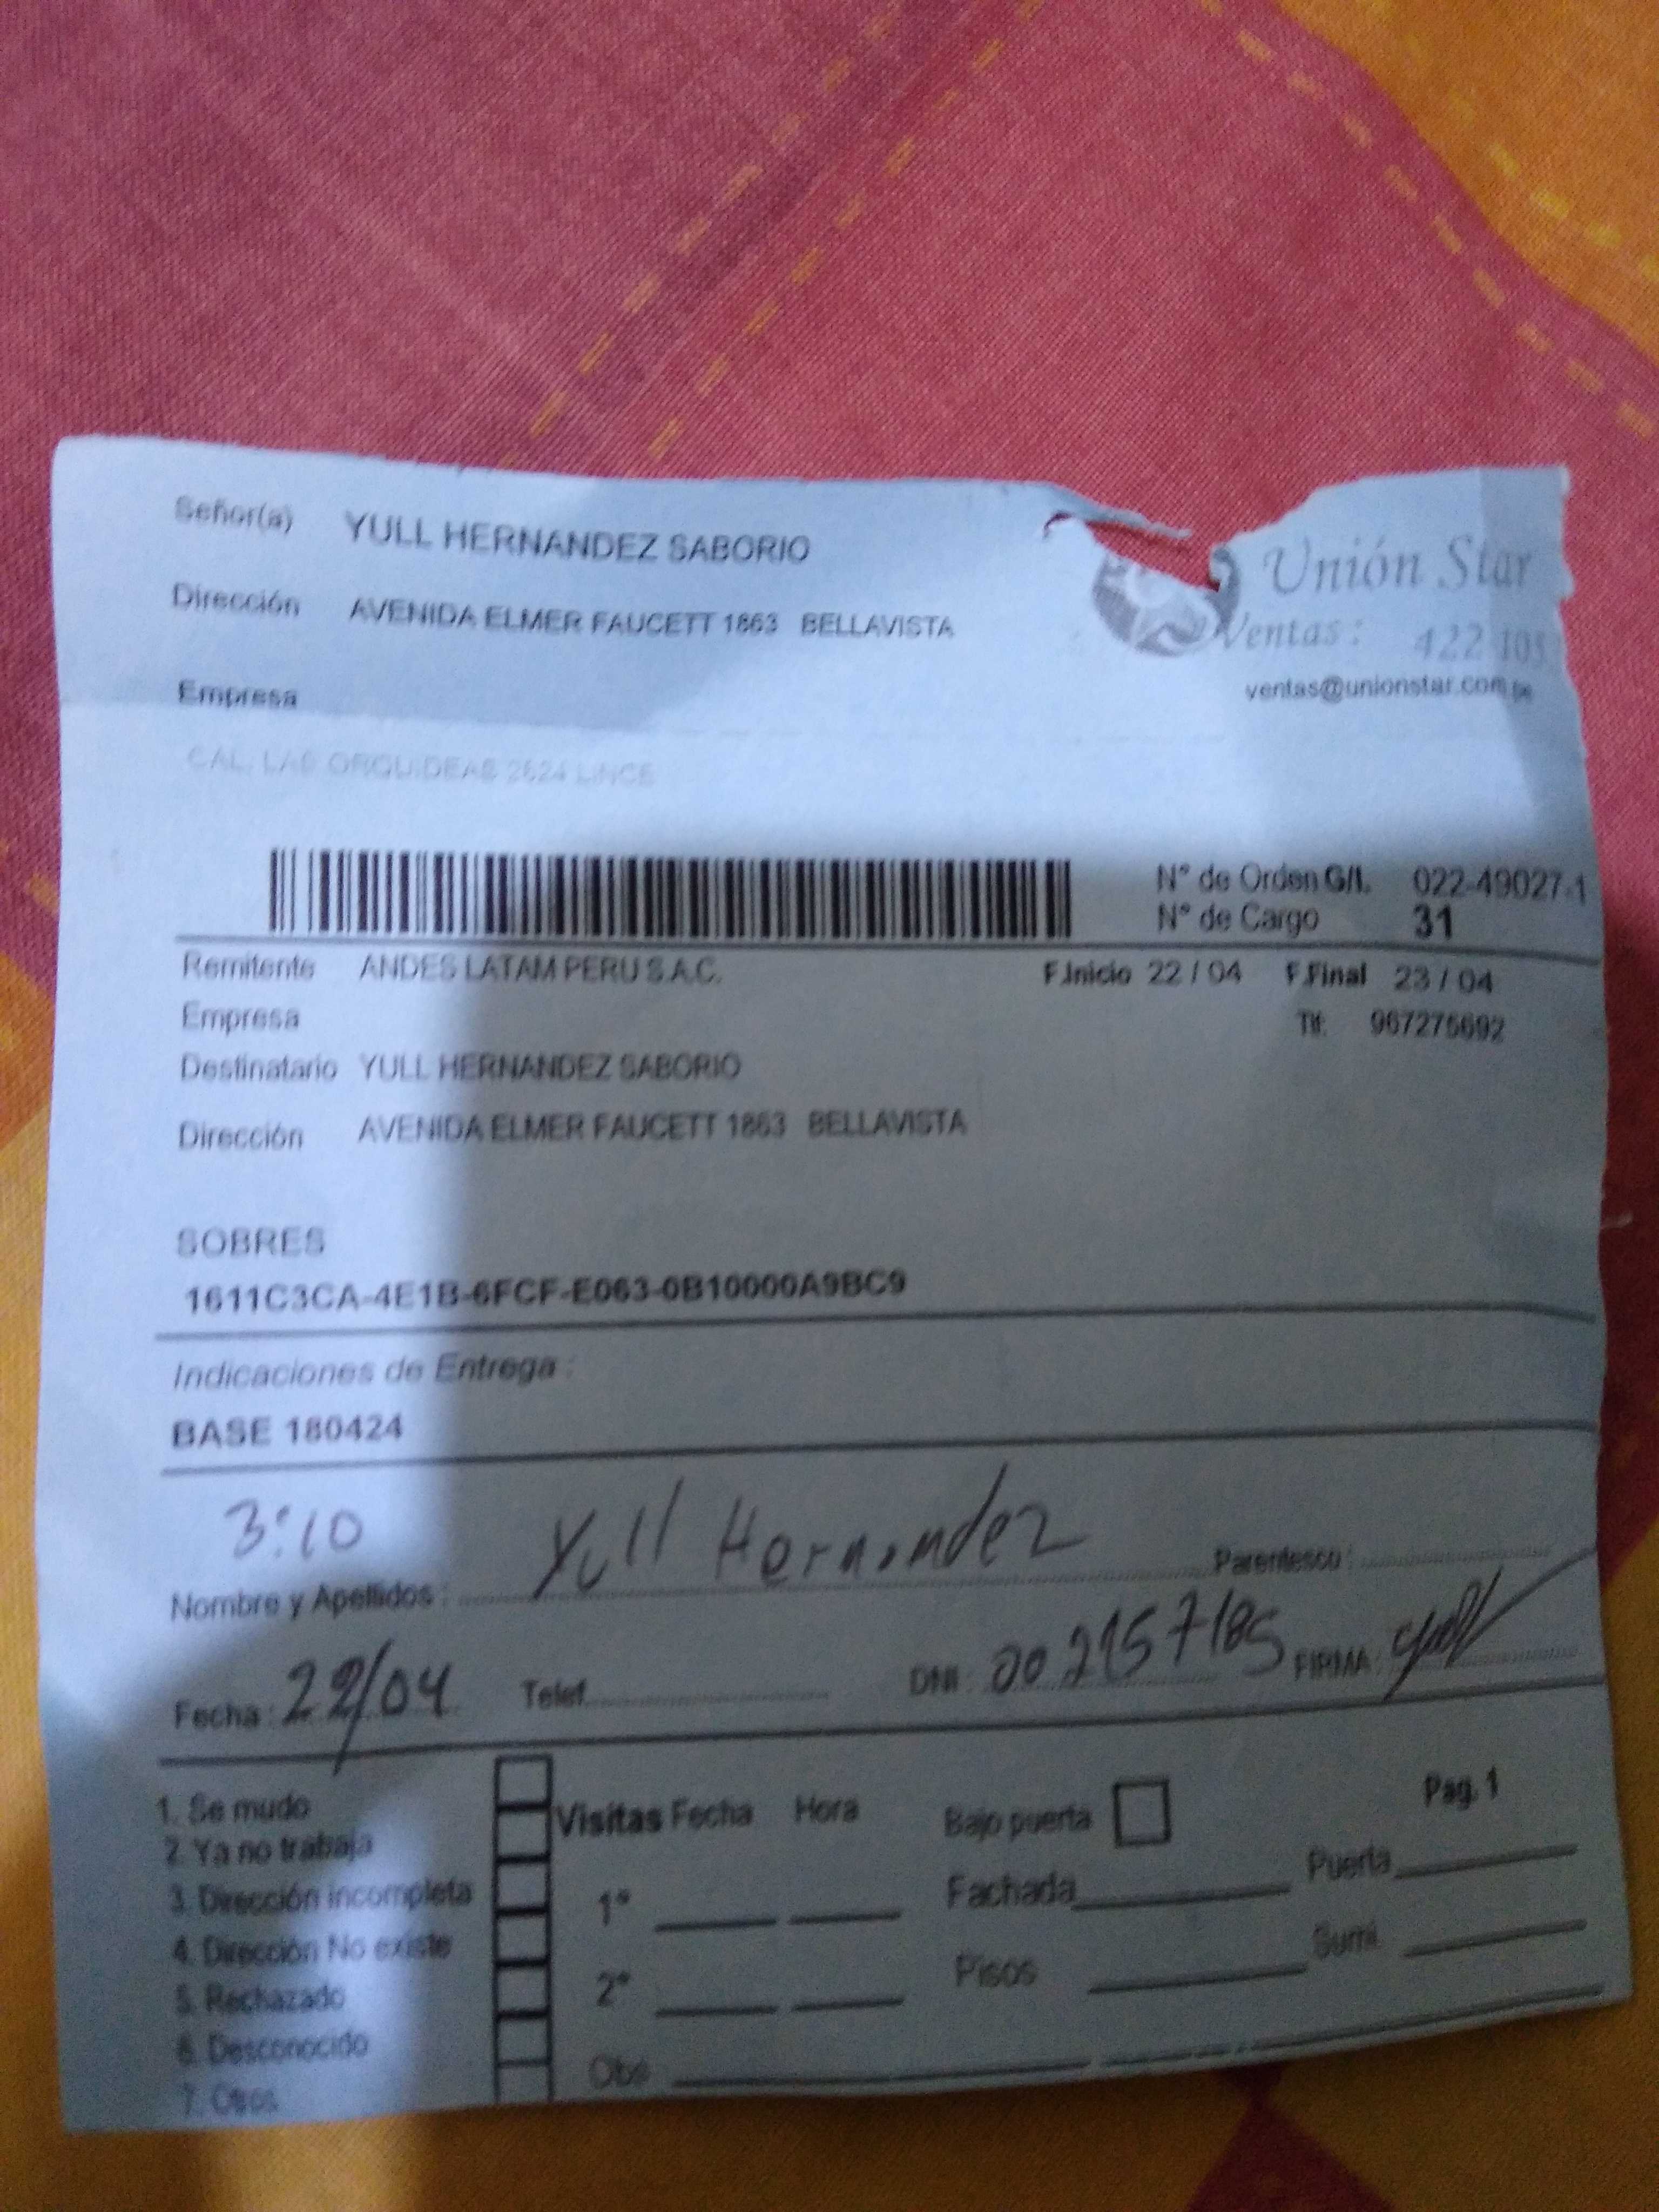 Señor(a) YULL HERNANDEZ SABORIO
Dirección AVENIDA ELMER FAUCETT 1863 BELLAVISTA
Unión Star
Ventas: 422 105
ventas@unionstar.com.pe
Empresa
CAL. LAS ORQUIDEAS 2624 LINCE
N° de Orden G/L 022-49027-1
N° de Cargo 31
Remitente ANDES LATAM PERU S.A.C. F.Inicio 22 / 04 F.Final 23 / 04
Empresa Tlf: 967275692
Destinatario YULL HERNANDEZ SABORIO
Dirección AVENIDA ELMER FAUCETT 1863 BELLAVISTA
SOBRES
1611C3CA-4E1B-6FCF-E063-0B10000A9BC9
Indicaciones de Entrega :
BASE 180424
3:10
Nombre y Apellidos : Yull Hernandez Parentesco :
Fecha : 22/04 Telef. DNI : 002157185 FIRMA : Yull
1. Se mudo
2. Ya no trabaja
3. Dirección incompleta
4. Dirección No existe
5. Rechazado
6. Desconocido
7. Otros
Visitas Fecha Hora
1°
2°
Obs
Bajo puerta Pag. 1
Fachada Puerta
Pisos Sumi.